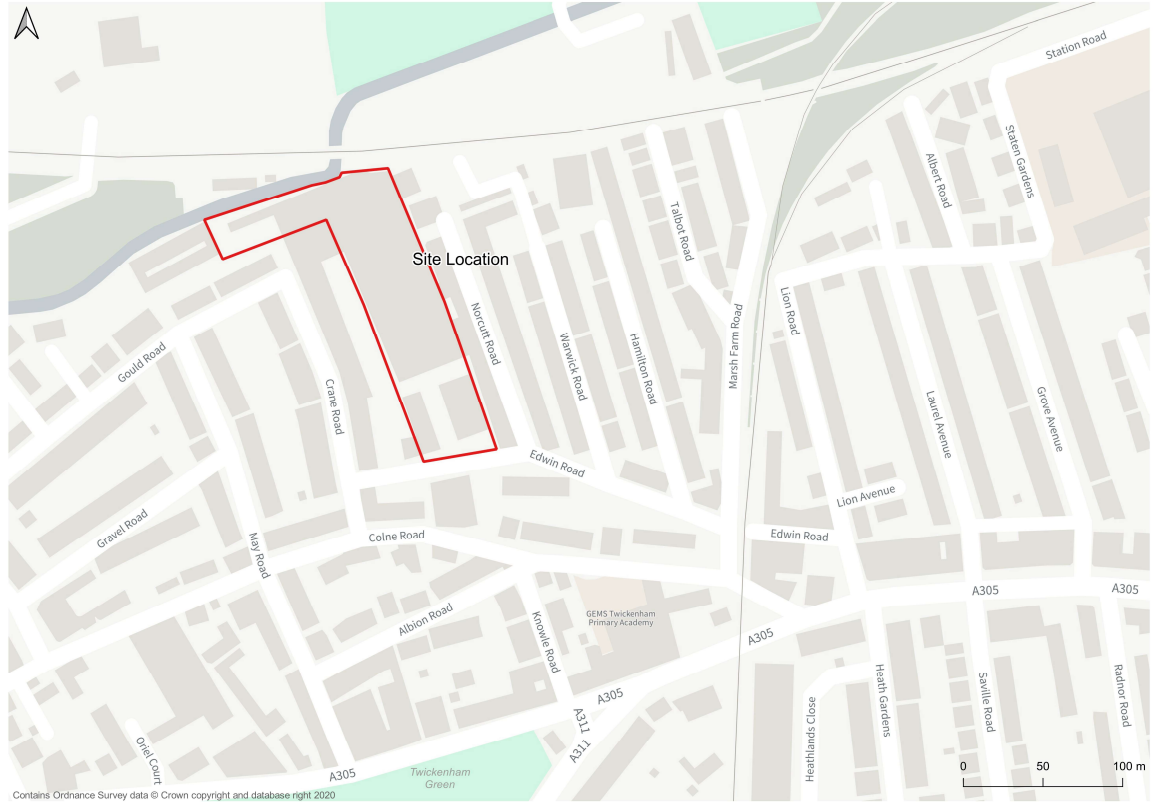 Station Road
Staten Gardens
Albert Road
Talbot Road
Site Location
Norcutt Road
Warwick Road
Hamilton Road
Marsh Farm Road
Lion Road
Gould Road
Crane Road
Laurel Avenue
Grove Avenue
Edwin Road
Lion Avenue
Gravel Road
May Road
Colne Road
Edwin Road
A305
A305
Albion Road
Knowle Road
GEMS Twickenham
Primary Academy
A305
Heath Gardens
Saville Road
Radnor Road
A305
A311
A311
Heathlands Close
Oriel Court
A305
Twickenham
Green
0 50 100 m
Contains Ordnance Survey data © Crown copyright and database right 2020